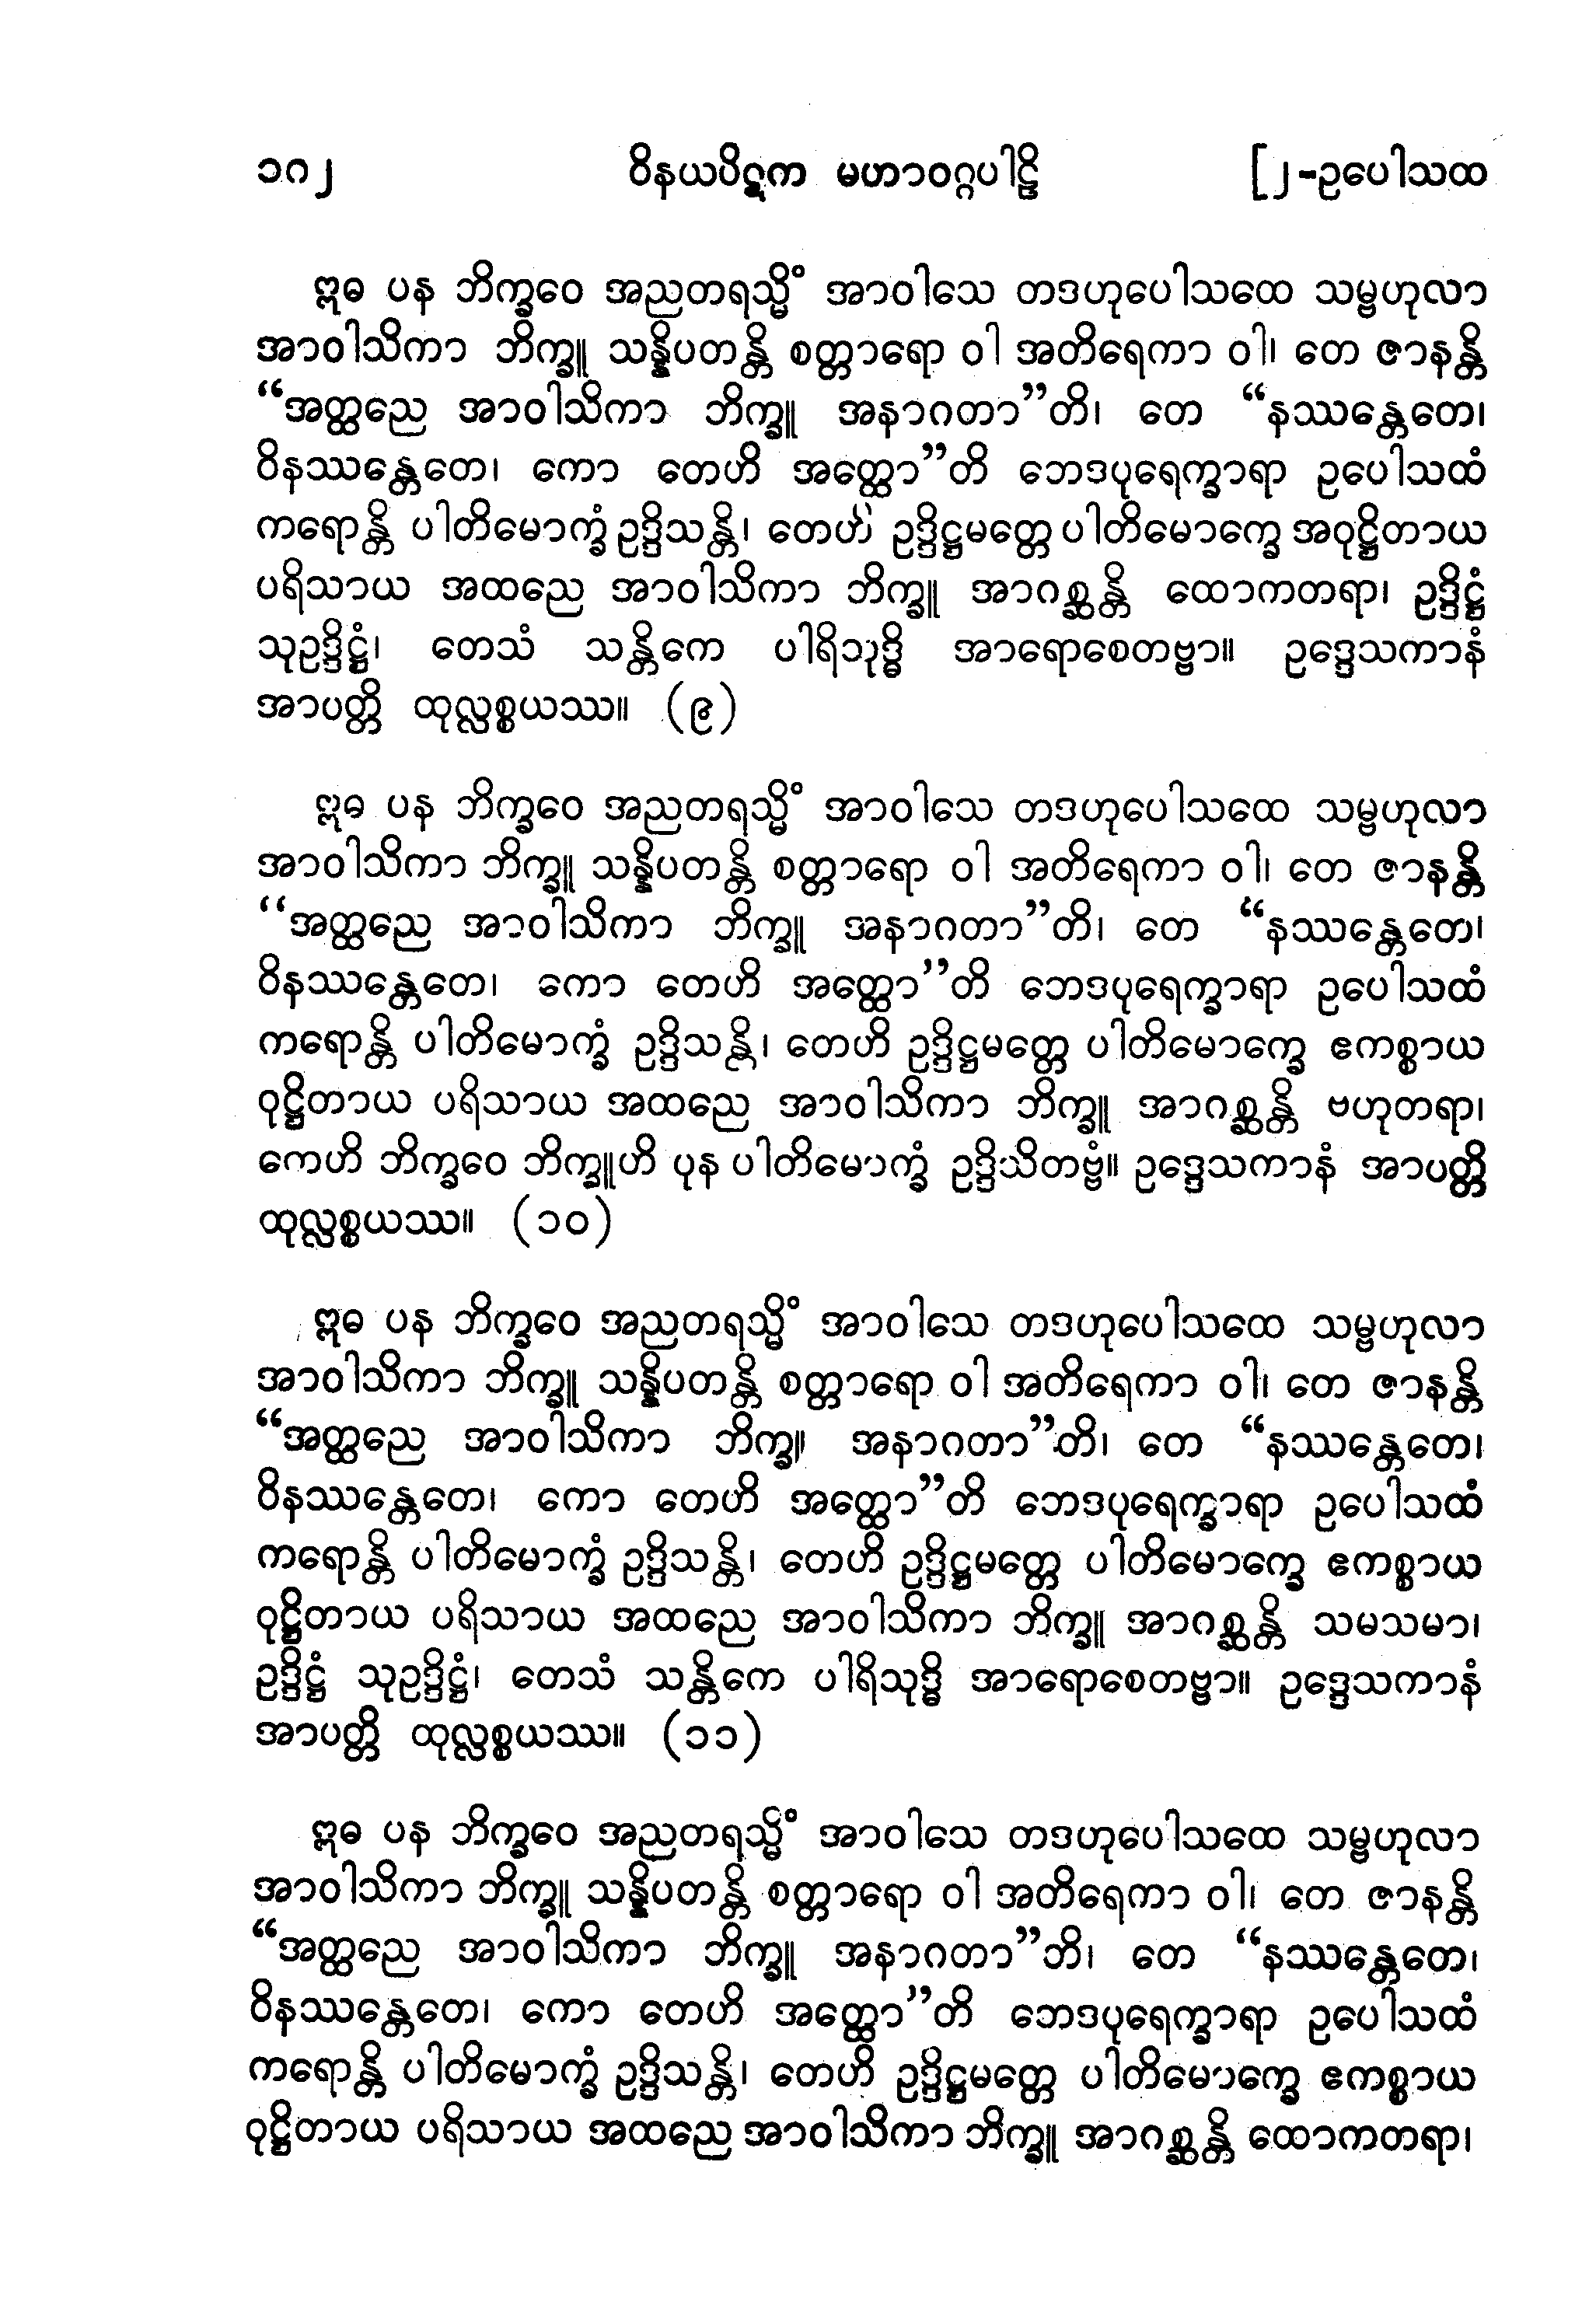 ၁၈၂ ဝိနယပိဋက မဟာဝဂ္ဂပါဠိ [၂-ဥပေါသထ
ဣဓ ပန ဘိက္ခဝေ အညတရသ္မိံ အာဝါသေ တဒဟုပေါသထေ သမ္ဗဟုလာ
အာဝါသိကာ ဘိက္ခူ သန္နိပတန္တိ စတ္တာရော ဝါ အတိရေကာ ဝါ၊ တေ ဇာနန္တိ
“အတ္ထညေ အာဝါသိကာ ဘိက္ခူ အနာဂတာ”တိ၊ တေ “နဿန္တေတေ၊
ဝိနဿန္တေတေ၊ ကော တေဟိ အတ္ထော”တိ ဘေဒပုရေက္ခာရာ ဥပေါသထံ
ကရောန္တိ ပါတိမောက္ခံ ဥဒ္ဒိသန္တိ၊ တေဟိ ဥဒ္ဒိဋ္ဌမတ္တေ ပါတိမောက္ခေ အဝုဋ္ဌိတာယ
ပရိသာယ အထညေ အာဝါသိကာ ဘိက္ခူ အာဂစ္ဆန္တိ ထောကတရာ၊ ဥဒ္ဒိဋ္ဌံ
သုဥဒ္ဒိဋ္ဌံ၊ တေသံ သန္တိကေ ပါရိသုဒ္ဓိ အာရောစေတဗ္ဗာ။ ဥဒ္ဒေသကာနံ
အာပတ္တိ ထုလ္လစ္စယဿ။ (၉)
ဣဓ ပန ဘိက္ခဝေ အညတရသ္မိံ အာဝါသေ တဒဟုပေါသထေ သမ္ဗဟုလာ
အာဝါသိကာ ဘိက္ခူ သန္နိပတန္တိ စတ္တာရော ဝါ အတိရေကာ ဝါ၊ တေ ဇာနန္တိ
“အတ္ထညေ အာဝါသိကာ ဘိက္ခူ အနာဂတာ”တိ၊ တေ “နဿန္တေတေ၊
ဝိနဿန္တေတေ၊ ကော တေဟိ အတ္ထော”တိ ဘေဒပုရေက္ခာရာ ဥပေါသထံ
ကရောန္တိ ပါတိမောက္ခံ ဥဒ္ဒိသန္တိ၊ တေဟိ ဥဒ္ဒိဋ္ဌမတ္တေ ပါတိမောက္ခေ ဧကစ္စာယ
ဝုဋ္ဌိတာယ ပရိသာယ အထညေ အာဝါသိကာ ဘိက္ခူ အာဂစ္ဆန္တိ ဗဟုတရာ၊
ကေဟိ ဘိက္ခဝေ ဘိက္ခူဟိ ပုန ပါတိမောက္ခံ ဥဒ္ဒိသိတဗ္ဗံ။ ဥဒ္ဒေသကာနံ အာပတ္တိ
ထုလ္လစ္စယဿ။ (၁၀)
ဣဓ ပန ဘိက္ခဝေ အညတရသ္မိံ အာဝါသေ တဒဟုပေါသထေ သမ္ဗဟုလာ
အာဝါသိကာ ဘိက္ခူ သန္နိပတန္တိ စတ္တာရော ဝါ အတိရေကာ ဝါ၊ တေ ဇာနန္တိ
“အတ္ထညေ အာဝါသိကာ ဘိက္ခူ အနာဂတာ”တိ၊ တေ “နဿန္တေတေ၊
ဝိနဿန္တေတေ၊ ကော တေဟိ အတ္ထော”တိ ဘေဒပုရေက္ခာရာ ဥပေါသထံ
ကရောန္တိ ပါတိမောက္ခံ ဥဒ္ဒိသန္တိ၊ တေဟိ ဥဒ္ဒိဋ္ဌမတ္တေ ပါတိမောက္ခေ ဧကစ္စာယ
ဝုဋ္ဌိတာယ ပရိသာယ အထညေ အာဝါသိကာ ဘိက္ခူ အာဂစ္ဆန္တိ သမသမာ၊
ဥဒ္ဒိဋ္ဌံ သုဥဒ္ဒိဋ္ဌံ၊ တေသံ သန္တိကေ ပါရိသုဒ္ဓိ အာရောစေတဗ္ဗာ။ ဥဒ္ဒေသကာနံ
အာပတ္တိ ထုလ္လစ္စယဿ။ (၁၁)
ဣဓ ပန ဘိက္ခဝေ အညတရသ္မိံ အာဝါသေ တဒဟုပေါသထေ သမ္ဗဟုလာ
အာဝါသိကာ ဘိက္ခူ သန္နိပတန္တိ စတ္တာရော ဝါ အတိရေကာ ဝါ၊ တေ ဇာနန္တိ
“အတ္ထညေ အာဝါသိကာ ဘိက္ခူ အနာဂတာ”ဘိ၊ တေ “နဿန္တေတေ၊
ဝိနဿန္တေတေ၊ ကော တေဟိ အတ္ထော”တိ ဘေဒပုရေက္ခာရာ ဥပေါသထံ
ကရောန္တိ ပါတိမောက္ခံ ဥဒ္ဒိသန္တိ၊ တေဟိ ဥဒ္ဒိဋ္ဌမတ္တေ ပါတိမောက္ခေ ဧကစ္စာယ
ဝုဋ္ဌိတာယ ပရိသာယ အထညေ အာဝါသိကာ ဘိက္ခူ အာဂစ္ဆန္တိ ထောကတရာ၊